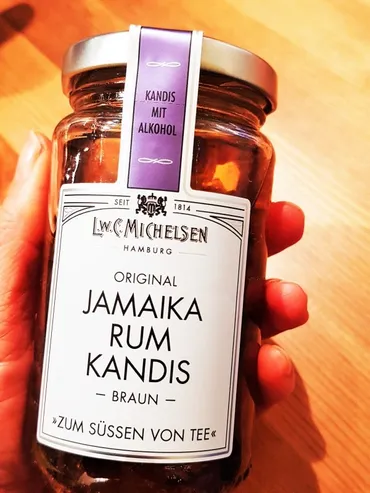 KANDIS
MIT
ALKOHOL
SEIT 1814
L.W.C. MICHELSEN
HAMBURG
ORIGINAL
JAMAIKA
RUM
KANDIS
– BRAUN –
»ZUM SÜSSEN VON TEE«